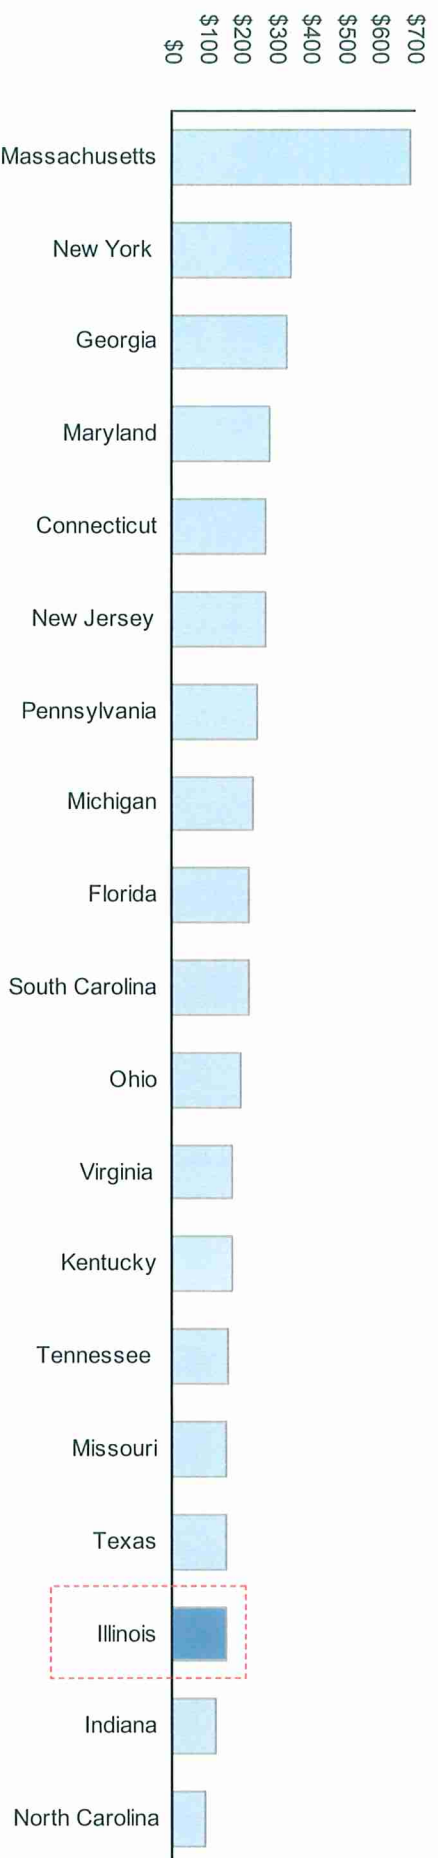 $0
$100
$200
$300
$400
$500
$600
$700
Massachusetts
New York
Georgia
Maryland
Connecticut
New Jersey
Pennsylvania
Michigan
Florida
South Carolina
Ohio
Virginia
Kentucky
Tennessee
Missouri
Texas
Illinois
Indiana
North Carolina